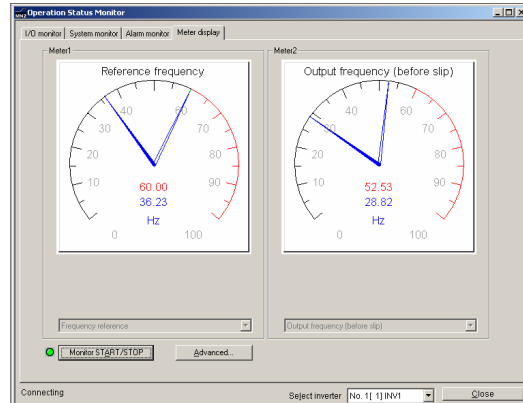 MN2 Operation Status Monitor
I/O monitor System monitor Alarm monitor Meter display
Meter1
Reference frequency
0 10 20 30 40 60 70 80 90 100
60.00
36.23
Hz
Frequency reference
Meter2
Output frequency (before slip)
0 10 20 30 40 60 70 80 90 100
52.53
28.82
Hz
Output frequency (before slip)
Monitor START/STOP Advanced...
Connecting
Select inverter No. 1[ 1] INV1 Close